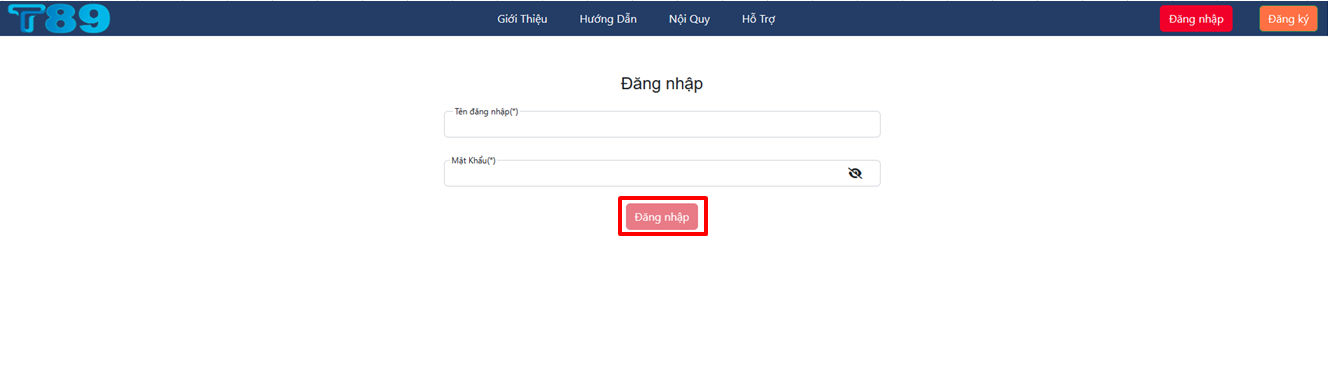 T89
Giới Thiệu Hướng Dẫn Nội Quy Hỗ Trợ
Đăng nhập Đăng ký
Đăng nhập
Tên đăng nhập(*)
Mật Khẩu(*)
Đăng nhập